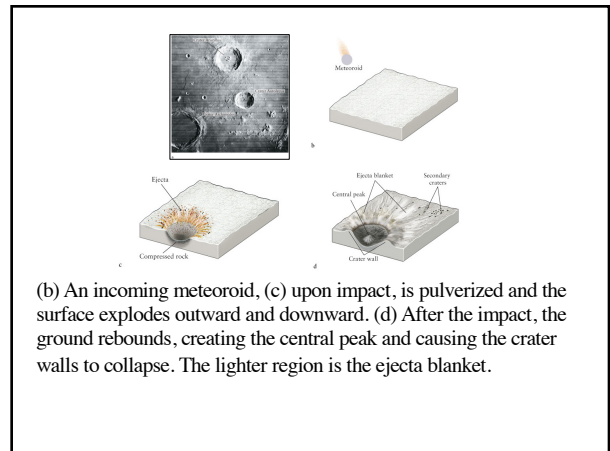 Meteoroid
b
Ejecta
Compressed rock
c
Ejecta blanket
Secondary
craters
Central peak
Crater wall
d
(b) An incoming meteoroid, (c) upon impact, is pulverized and the
surface explodes outward and downward. (d) After the impact, the
ground rebounds, creating the central peak and causing the crater
walls to collapse. The lighter region is the ejecta blanket.